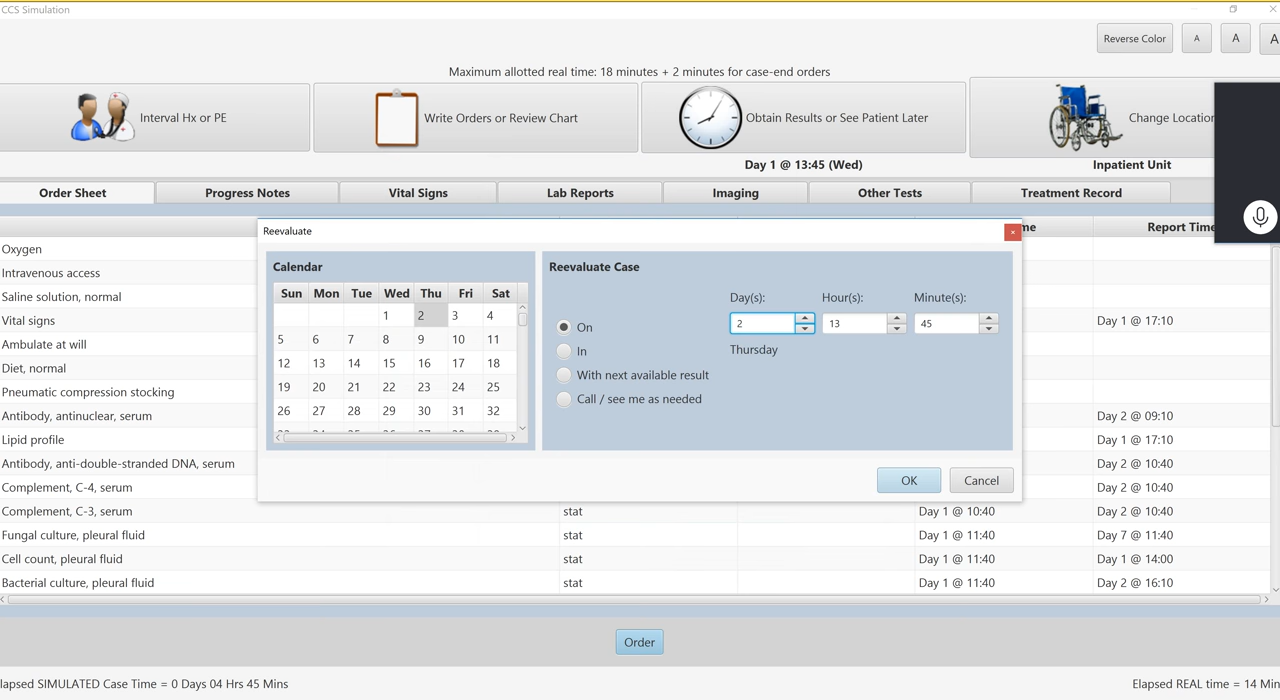 CCS Simulation
Reverse Color
A
A
A
Maximum allotted real time: 18 minutes + 2 minutes for case-end orders
Interval Hx or PE
Write Orders or Review Chart
Obtain Results or See Patient Later
Change Location
Day 1 @ 13:45 (Wed)
Inpatient Unit
Order Sheet Progress Notes Vital Signs Lab Reports Imaging Other Tests Treatment Record
Report Time
Oxygen
Intravenous access
Saline solution, normal
Vital signs Day 1 @ 17:10
Ambulate at will
Diet, normal
Pneumatic compression stocking
Antibody, antinuclear, serum Day 2 @ 09:10
Lipid profile Day 1 @ 17:10
Antibody, anti-double-stranded DNA, serum Day 2 @ 10:40
Complement, C-4, serum Day 2 @ 10:40
Complement, C-3, serum stat Day 1 @ 10:40 Day 2 @ 10:40
Fungal culture, pleural fluid stat Day 1 @ 11:40 Day 7 @ 11:40
Cell count, pleural fluid stat Day 1 @ 11:40 Day 1 @ 14:00
Bacterial culture, pleural fluid stat Day 1 @ 11:40 Day 2 @ 16:10
Reevaluate
Calendar
Sun Mon Tue Wed Thu Fri Sat
1 2 3 4
5 6 7 8 9 10 11
12 13 14 15 16 17 18
19 20 21 22 23 24 25
26 27 28 29 30 31 32
Reevaluate Case
Day(s): Hour(s): Minute(s):
2 13 45
Thursday
On
In
With next available result
Call / see me as needed
OK Cancel
Order
lapsed SIMULATED Case Time = 0 Days 04 Hrs 45 Mins
Elapsed REAL time = 14 Min